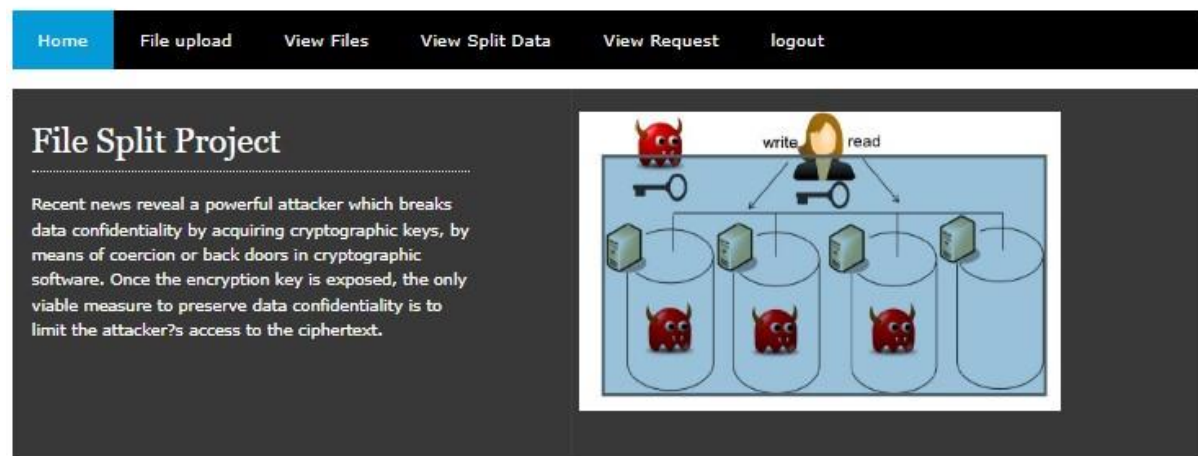 Home File upload View Files View Split Data View Request logout
File Split Project
Recent news reveal a powerful attacker which breaks
data confidentiality by acquiring cryptographic keys, by
means of coercion or back doors in cryptographic
software. Once the encryption key is exposed, the only
viable measure to preserve data confidentiality is to
limit the attacker?s access to the ciphertext.
write read